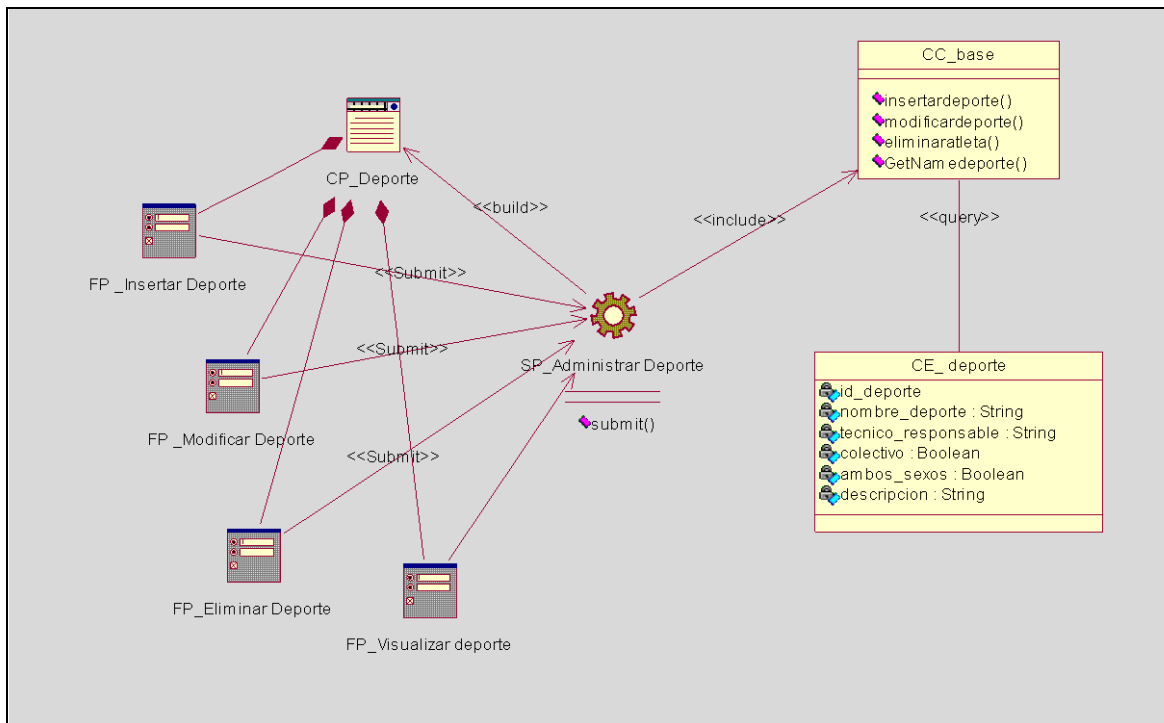 CC_base
insertardeporte()
modificardeporte()
eliminaratleta()
GetNamedeporte()
CP_Deporte
<<build>>
<<include>>
<<query>>
FP _Insertar Deporte
<<Submit>>
<<Submit>>
SP_Administrar Deporte
submit()
CE_ deporte
id_deporte
nombre_deporte : String
tecnico_responsable : String
colectivo : Boolean
ambos_sexos : Boolean
descripcion : String
FP _Modificar Deporte
<<Submit>>
FP_Eliminar Deporte
FP_Visualizar deporte